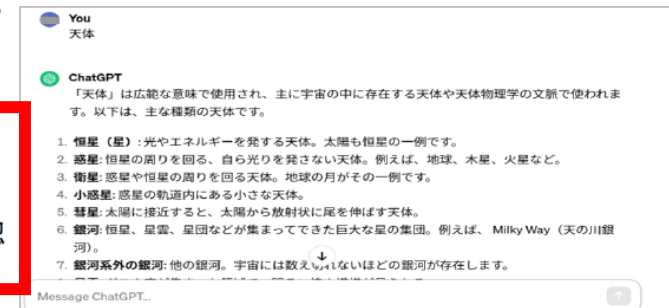 You
天体
ChatGPT
「天体」は広範な意味で使用され、主に宇宙の中に存在する天体や天体物理学の文脈で使われま
す。以下は、主な種類の天体です。
1. 恒星（星）: 光やエネルギーを発する天体。太陽も恒星の一例です。
2. 惑星: 恒星の周りを回る、自ら光りを発さない天体。例えば、地球、木星、火星など。
3. 衛星: 惑星や恒星の周りを回る天体。地球の月がその一例です。
4. 小惑星: 惑星の軌道内にある小さな天体。
5. 彗星: 太陽に接近すると、太陽から放射状に尾を伸ばす天体。
6. 銀河: 恒星、星雲、星団などが集まってできた巨大な星の集団。例えば、 Milky Way（天の川銀
河）。
7. 銀河系外の銀河: 他の銀河。宇宙には数えれないほどの銀河が存在します。
Message ChatGPT...